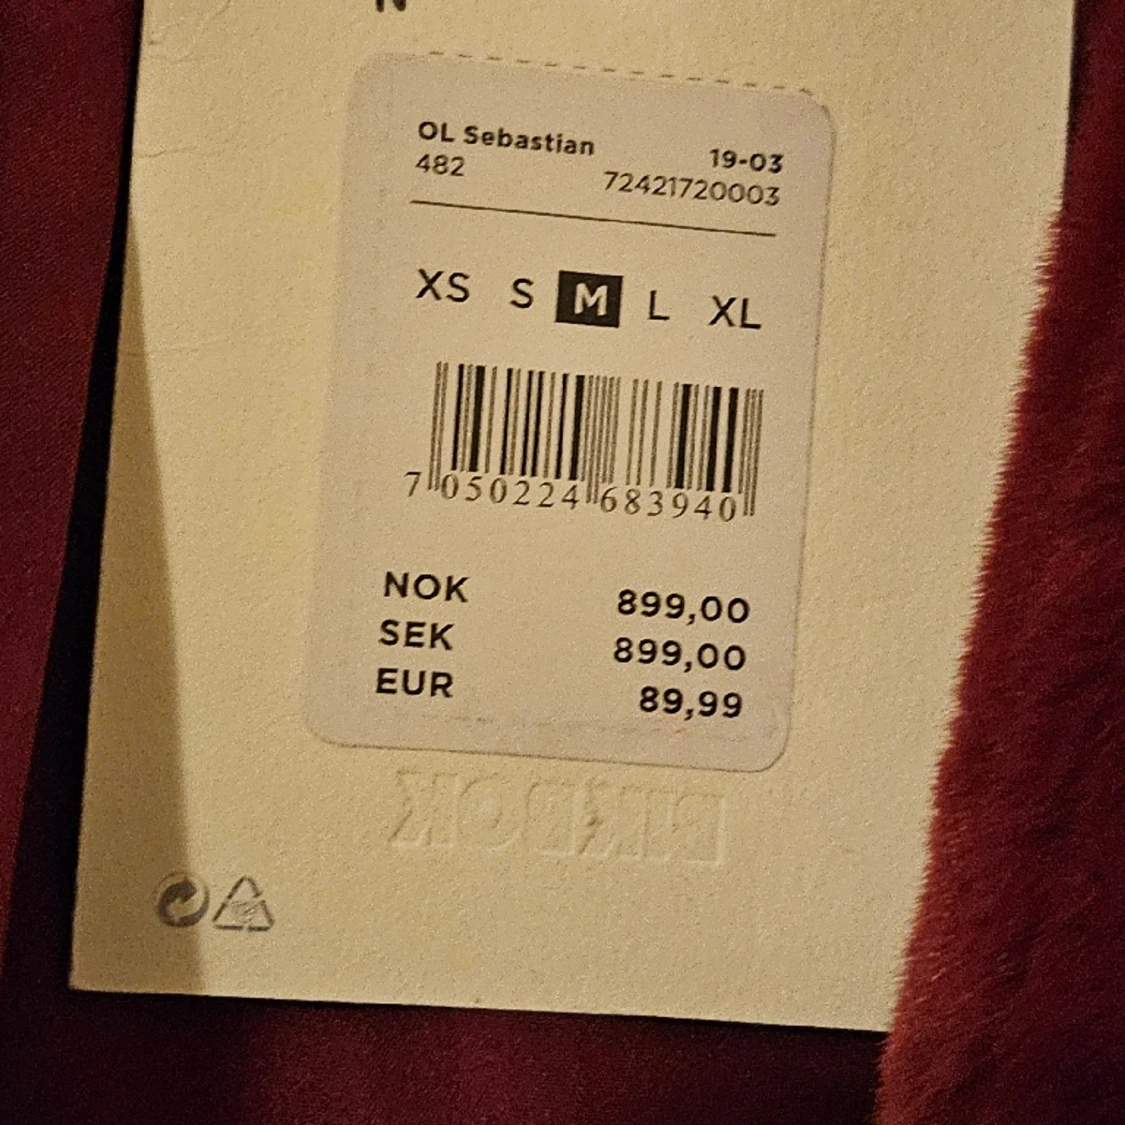 OL Sebastian 19-03
482 72421720003
XS S M L XL
7 050224 683940
NOK 899,00
SEK 899,00
EUR 89,99
BIKBOK